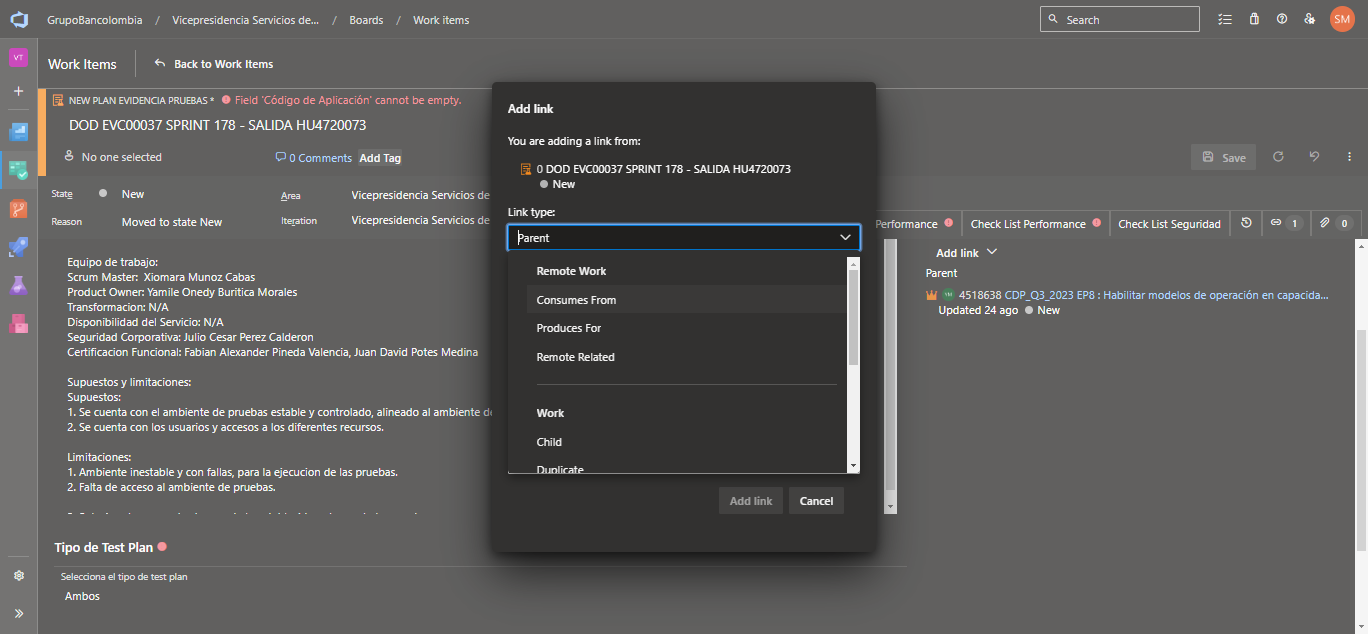 GrupoBancolombia / Vicepresidencia Servicios de... / Boards / Work items
Search
SM
VT
Work Items
Back to Work Items
NEW PLAN EVIDENCIA PRUEBAS * Field 'Código de Aplicación' cannot be empty.
DOD EVC00037 SPRINT 178 - SALIDA HU4720073
No one selected
0 Comments
Add Tag
Save
State
New
Area
Vicepresidencia Servicios de
Reason
Moved to state New
Iteration
Vicepresidencia Servicios de
Performance
Check List Performance
Check List Seguridad
1
0
Equipo de trabajo:
Scrum Master: Xiomara Munoz Cabas
Product Owner: Yamile Onedy Buritica Morales
Transformacion: N/A
Disponibilidad del Servicio: N/A
Seguridad Corporativa: Julio Cesar Perez Calderon
Certificacion Funcional: Fabian Alexander Pineda Valencia, Juan David Potes Medina
Supuestos y limitaciones:
Supuestos:
1. Se cuenta con el ambiente de pruebas estable y controlado, alineado al ambiente de
2. Se cuenta con los usuarios y accesos a los diferentes recursos.
Limitaciones:
1. Ambiente inestable y con fallas, para la ejecucion de las pruebas.
2. Falta de acceso al ambiente de pruebas.
Tipo de Test Plan
Selecciona el tipo de test plan
Ambos
Add link
You are adding a link from:
0 DOD EVC00037 SPRINT 178 - SALIDA HU4720073
New
Link type:
Parent
Remote Work
Consumes From
Produces For
Remote Related
Work
Child
Duplicate
Add link
Cancel
Add link
Parent
YM 4518638 CDP_Q3_2023 EP8 : Habilitar modelos de operación en capacida...
Updated 24 ago New